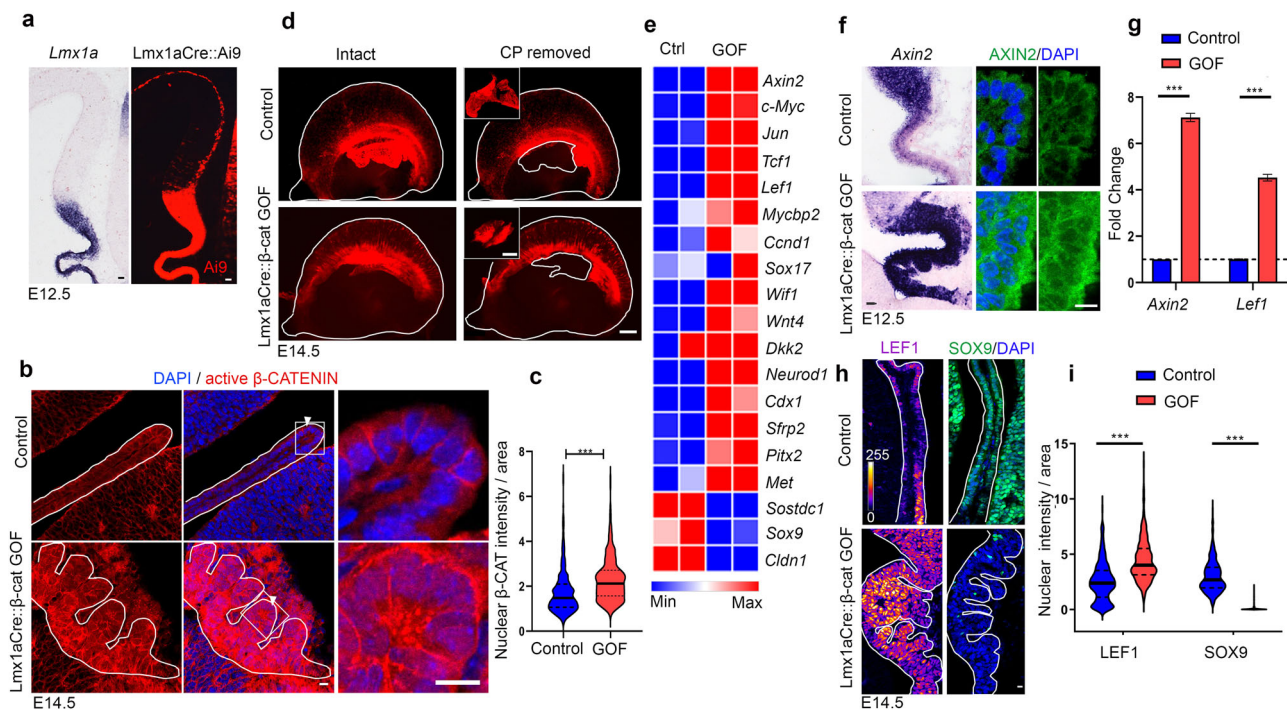 a
Lmx1a
Lmx1aCre::Ai9
Ai9
E12.5
b
DAPI / active β-CATENIN
Control
Lmx1aCre::β-cat GOF
E14.5
c
Nuclear β-CAT intensity / area
8
6
4
2
0
***
Control
GOF
d
Intact
CP removed
Control
Lmx1aCre::β-cat GOF
E14.5
e
Ctrl
GOF
Axin2
c-Myc
Jun
Tcf1
Lef1
Mycbp2
Ccnd1
Sox17
Wif1
Wnt4
Dkk2
Neurod1
Cdx1
Sfrp2
Pitx2
Met
Sostdc1
Sox9
Cldn1
Min
Max
f
Axin2
AXIN2/DAPI
Control
Lmx1aCre::β-cat GOF
E12.5
g
Control
GOF
Fold Change
8
6
4
2
0
***
***
Axin2
Lef1
h
LEF1
SOX9/DAPI
Control
255
0
Lmx1aCre::β-cat GOF
E14.5
i
Control
GOF
Nuclear intensity / area
15
10
5
0
***
***
LEF1
SOX9